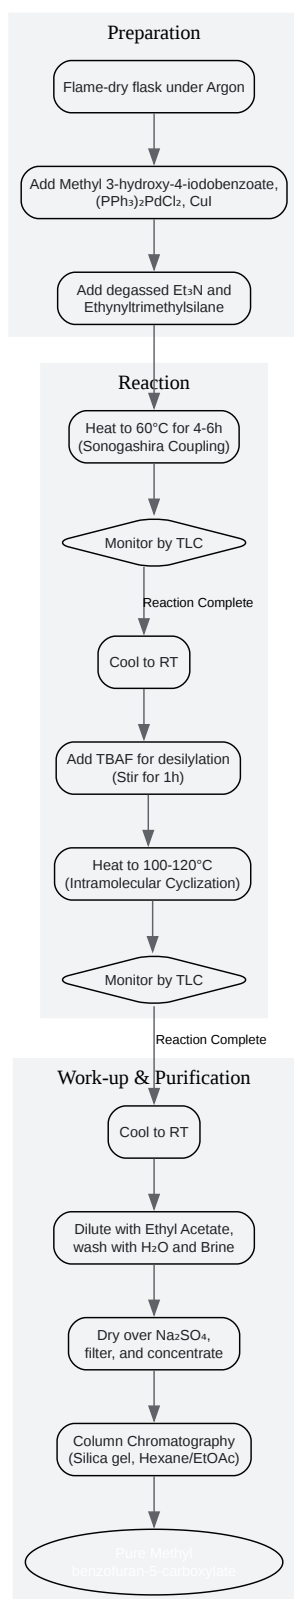 Preparation
Flame-dry flask under Argon
Add Methyl 3-hydroxy-4-iodobenzoate,
(PPh₃)₂PdCl₂, CuI
Add degassed Et₃N and
Ethynyltrimethylsilane
Reaction
Heat to 60°C for 4-6h
(Sonogashira Coupling)
Monitor by TLC
Reaction Complete
Cool to RT
Add TBAF for desilylation
(Stir for 1h)
Heat to 100-120°C
(Intramolecular Cyclization)
Monitor by TLC
Reaction Complete
Work-up & Purification
Cool to RT
Dilute with Ethyl Acetate,
wash with H₂O and Brine
Dry over Na₂SO₄,
filter, and concentrate
Column Chromatography
(Silica gel, Hexane/EtOAc)
Pure Methyl
benzofuran-5-carboxylate